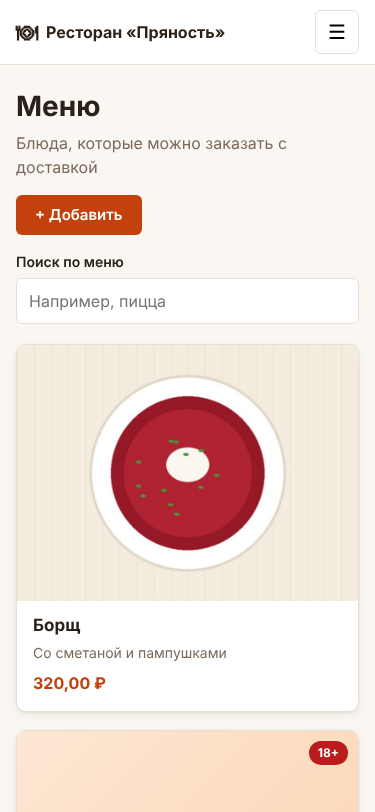 Ресторан «Пряность»
Меню
Блюда, которые можно заказать с
доставкой
+ Добавить
Поиск по меню
Например, пицца
Борщ
Со сметаной и пампушками
320,00 ₽
18+